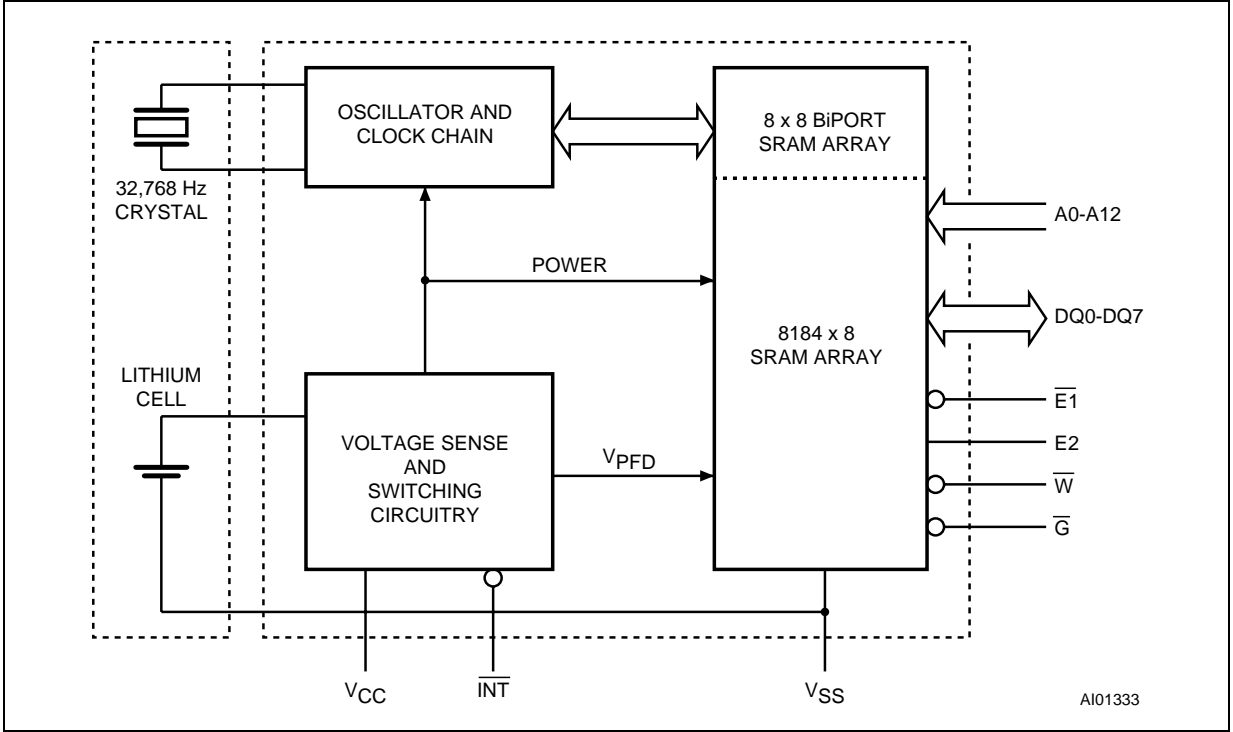 OSCILLATOR AND
CLOCK CHAIN
8 x 8 BiPORT
SRAM ARRAY
32,768 Hz
CRYSTAL
A0-A12
POWER
DQ0-DQ7
8184 x 8
SRAM ARRAY
LITHIUM
CELL
E1
VOLTAGE SENSE
AND
SWITCHING
CIRCUITRY
VPFD
E2
W
G
VCC
INT
VSS
AI01333